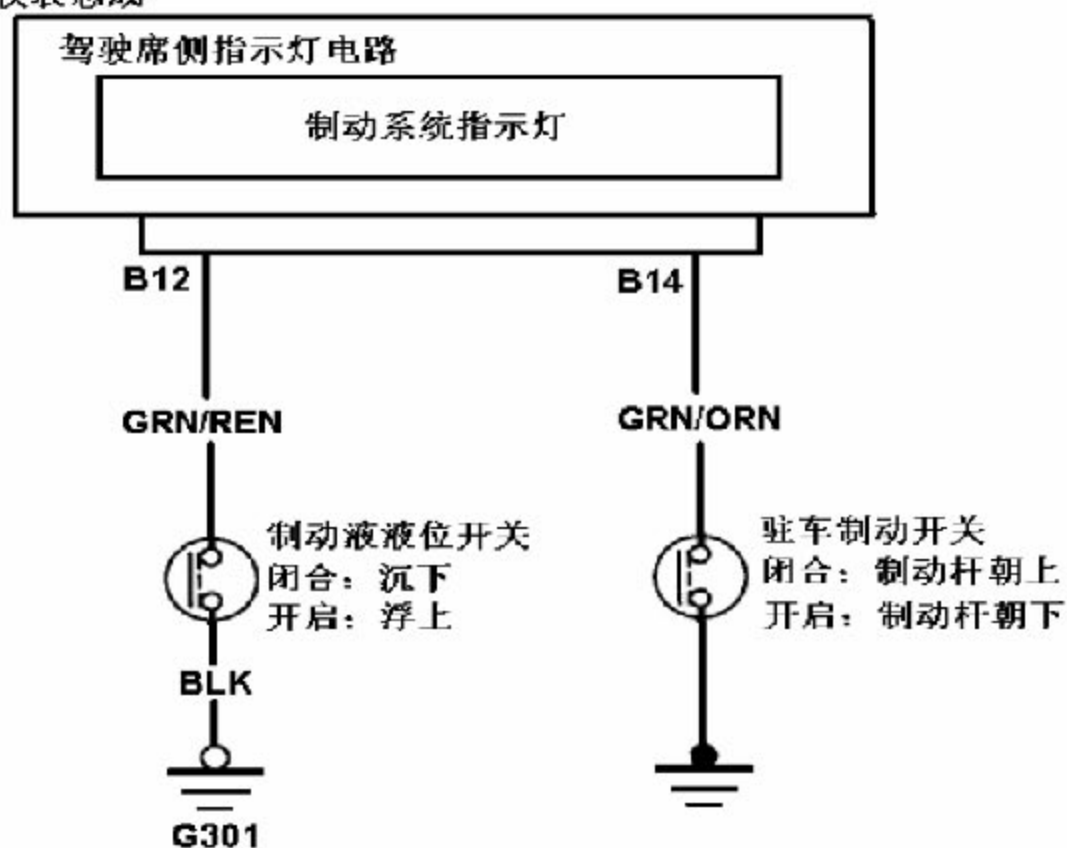 驾驶席侧指示灯电路
制动系统指示灯
B12
B14
GRN/REN
GRN/ORN
制动液液位开关
闭合：沉下
开启：浮上
驻车制动开关
闭合：制动杆朝上
开启：制动杆朝下
BLK
G301